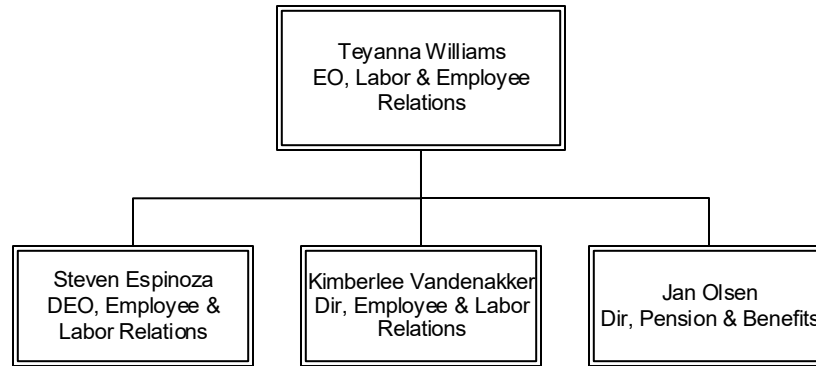 Teyanna Williams
EO, Labor & Employee
Relations
Steven Espinoza
DEO, Employee &
Labor Relations
Kimberlee Vandenakker
Dir, Employee & Labor
Relations
Jan Olsen
Dir, Pension & Benefits